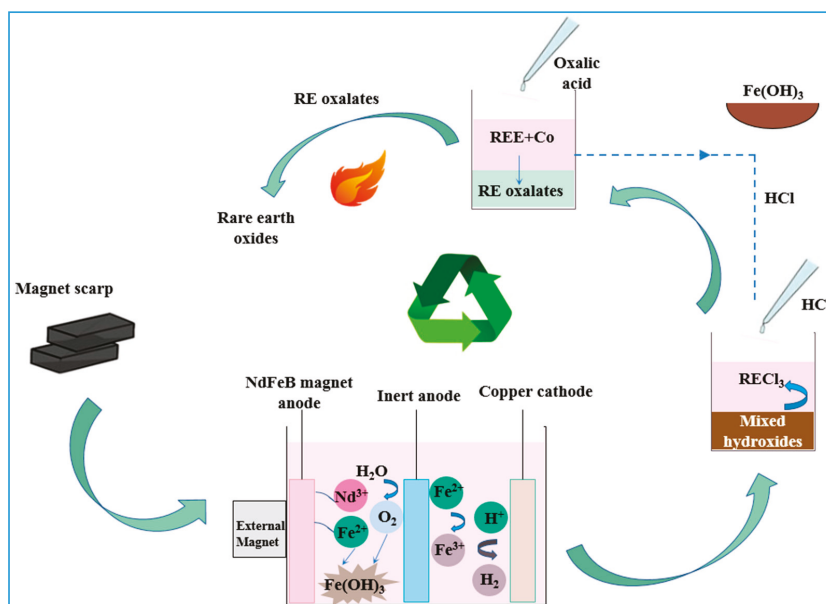 Oxalic
acid
Fe(OH)3
RE oxalates
REE+Co
RE oxalates
HCl
Rare earth
oxides
Magnet scarp
HC
RECl3
Mixed
hydroxides
NdFeB magnet
anode
Inert anode
Copper cathode
H2O
Nd3+
O2
Fe2+
Fe2+
H+
Fe3+
H2
External
Magnet
Fe(OH)3